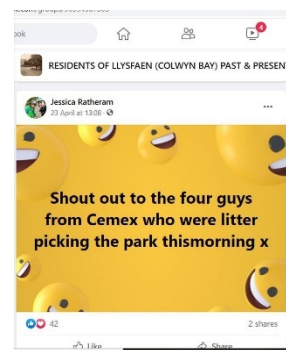 ook
4
RESIDENTS OF LLYSFAEN (COLWYN BAY) PAST & PRESEN
Jessica Ratheram
23 April at 13:08
Shout out to the four guys
from Cemex who were litter
picking the park thismorning x
42
2 shares
Like
Share